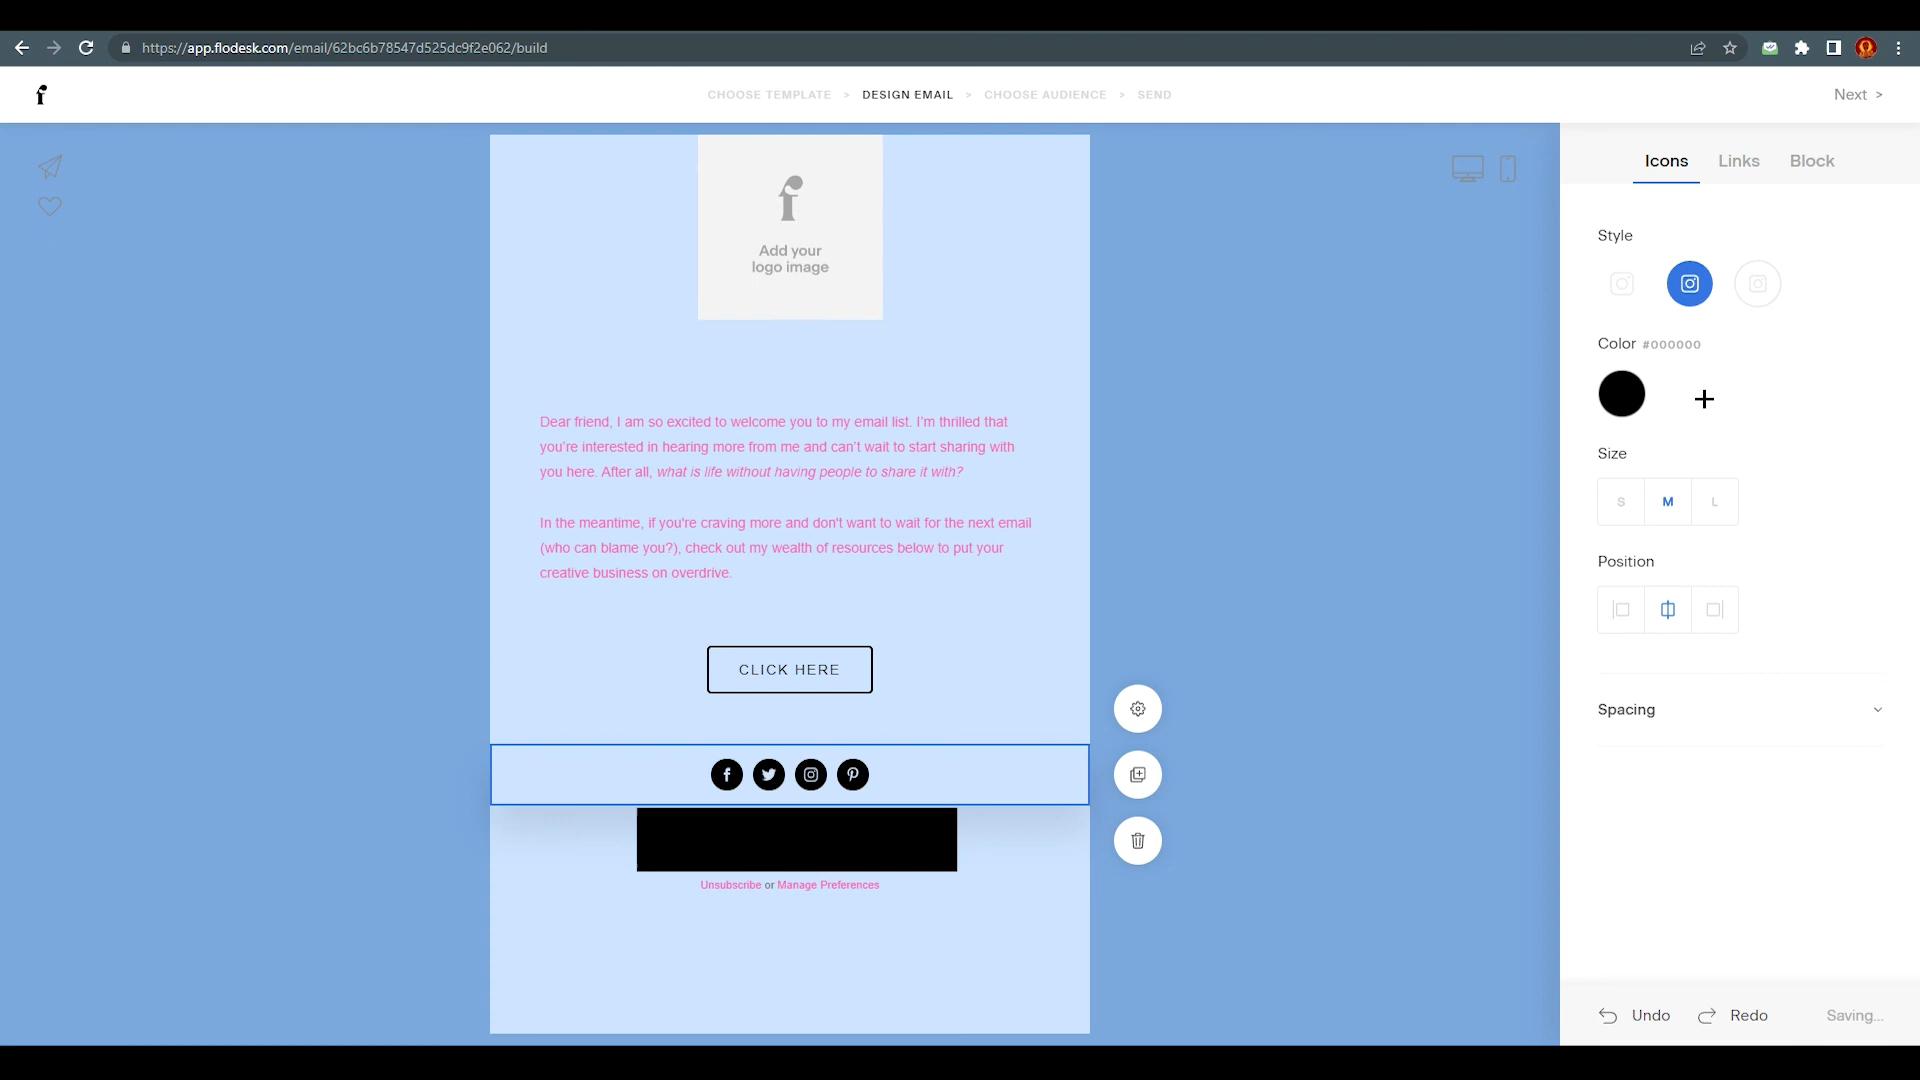 https://app.flodesk.com/email/62bc6b78547d525dc9f2e062/build
f
CHOOSE TEMPLATE > DESIGN EMAIL > CHOOSE AUDIENCE > SEND
Next >
f
Add your
logo image
Dear friend, I am so excited to welcome you to my email list. I’m thrilled that
you’re interested in hearing more from me and can’t wait to start sharing with
you here. After all, what is life without having people to share it with?
In the meantime, if you're craving more and don't want to wait for the next email
(who can blame you?), check out my wealth of resources below to put your
creative business on overdrive.
CLICK HERE
Unsubscribe or Manage Preferences
Icons Links Block
Style
Color #000000
Size
S M L
Position
Spacing
Undo Redo Saving...